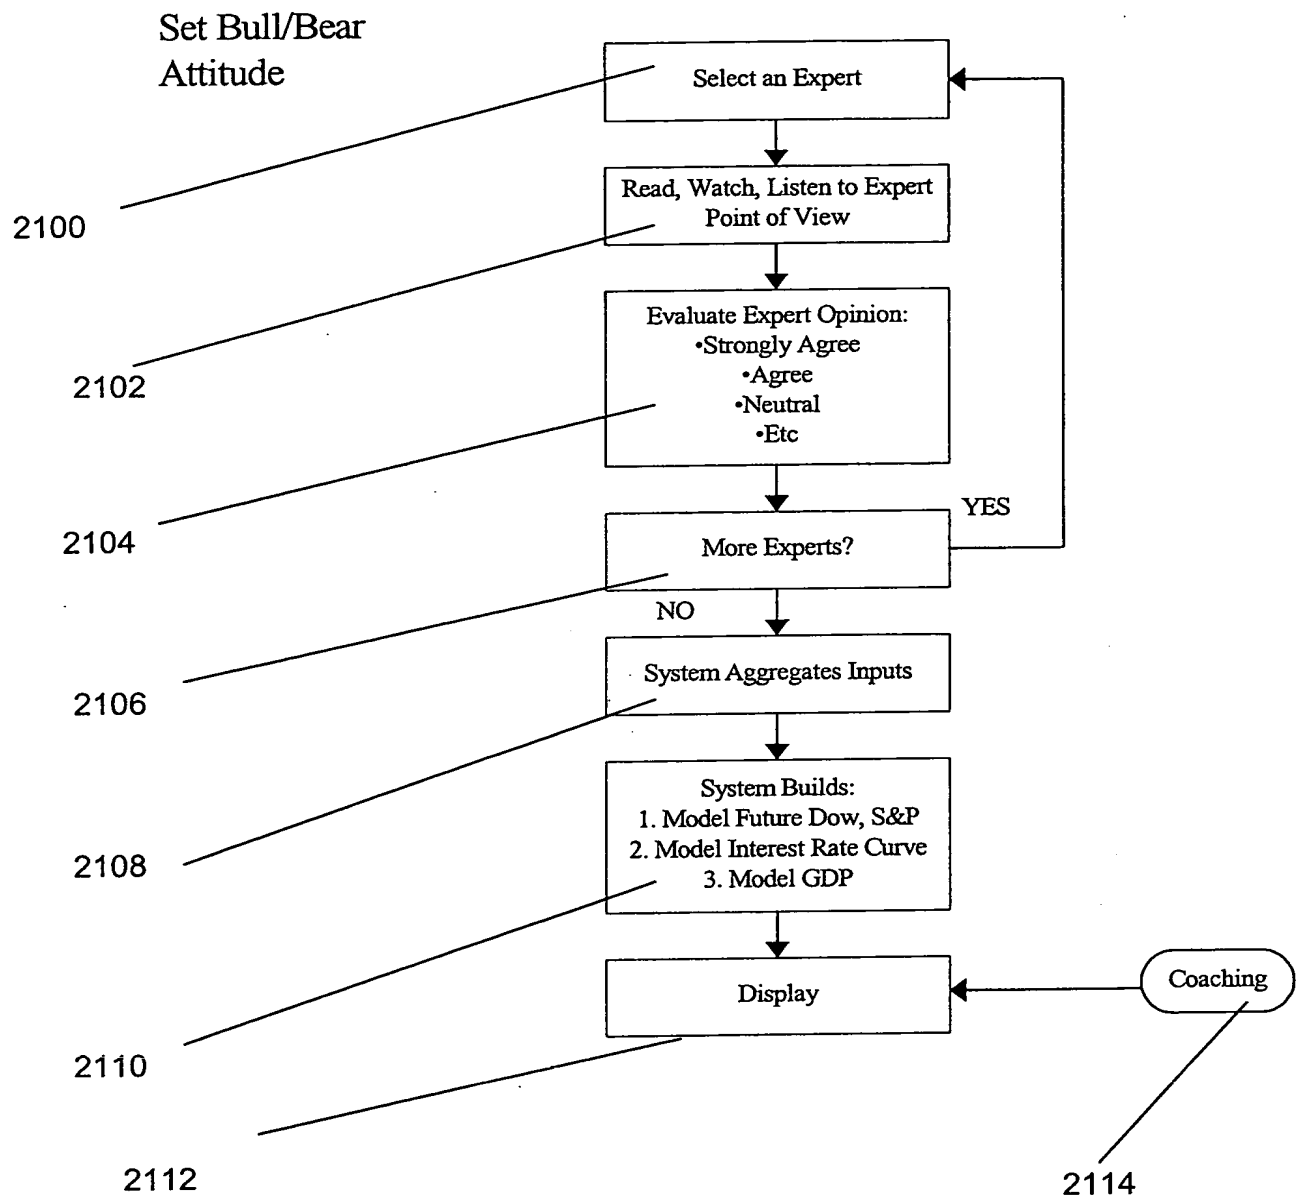 Set Bull/Bear
Attitude
Select an Expert
2100
Read, Watch, Listen to Expert
Point of View
2102
Evaluate Expert Opinion:
•Strongly Agree
•Agree
•Neutral
•Etc
2104
YES
More Experts?
NO
2106
System Aggregates Inputs
2108
System Builds:
1. Model Future Dow, S&P
2. Model Interest Rate Curve
3. Model GDP
2110
Display
Coaching
2112
2114